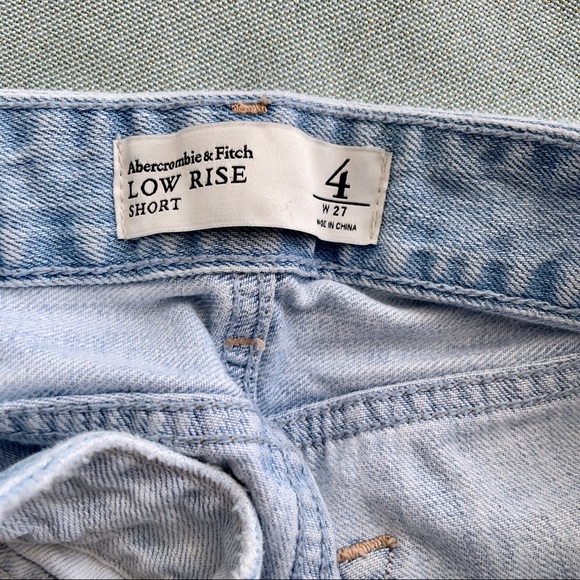 Abercrombie & Fitch
LOW RISE
SHORT
4
W 27
MADE IN CHINA